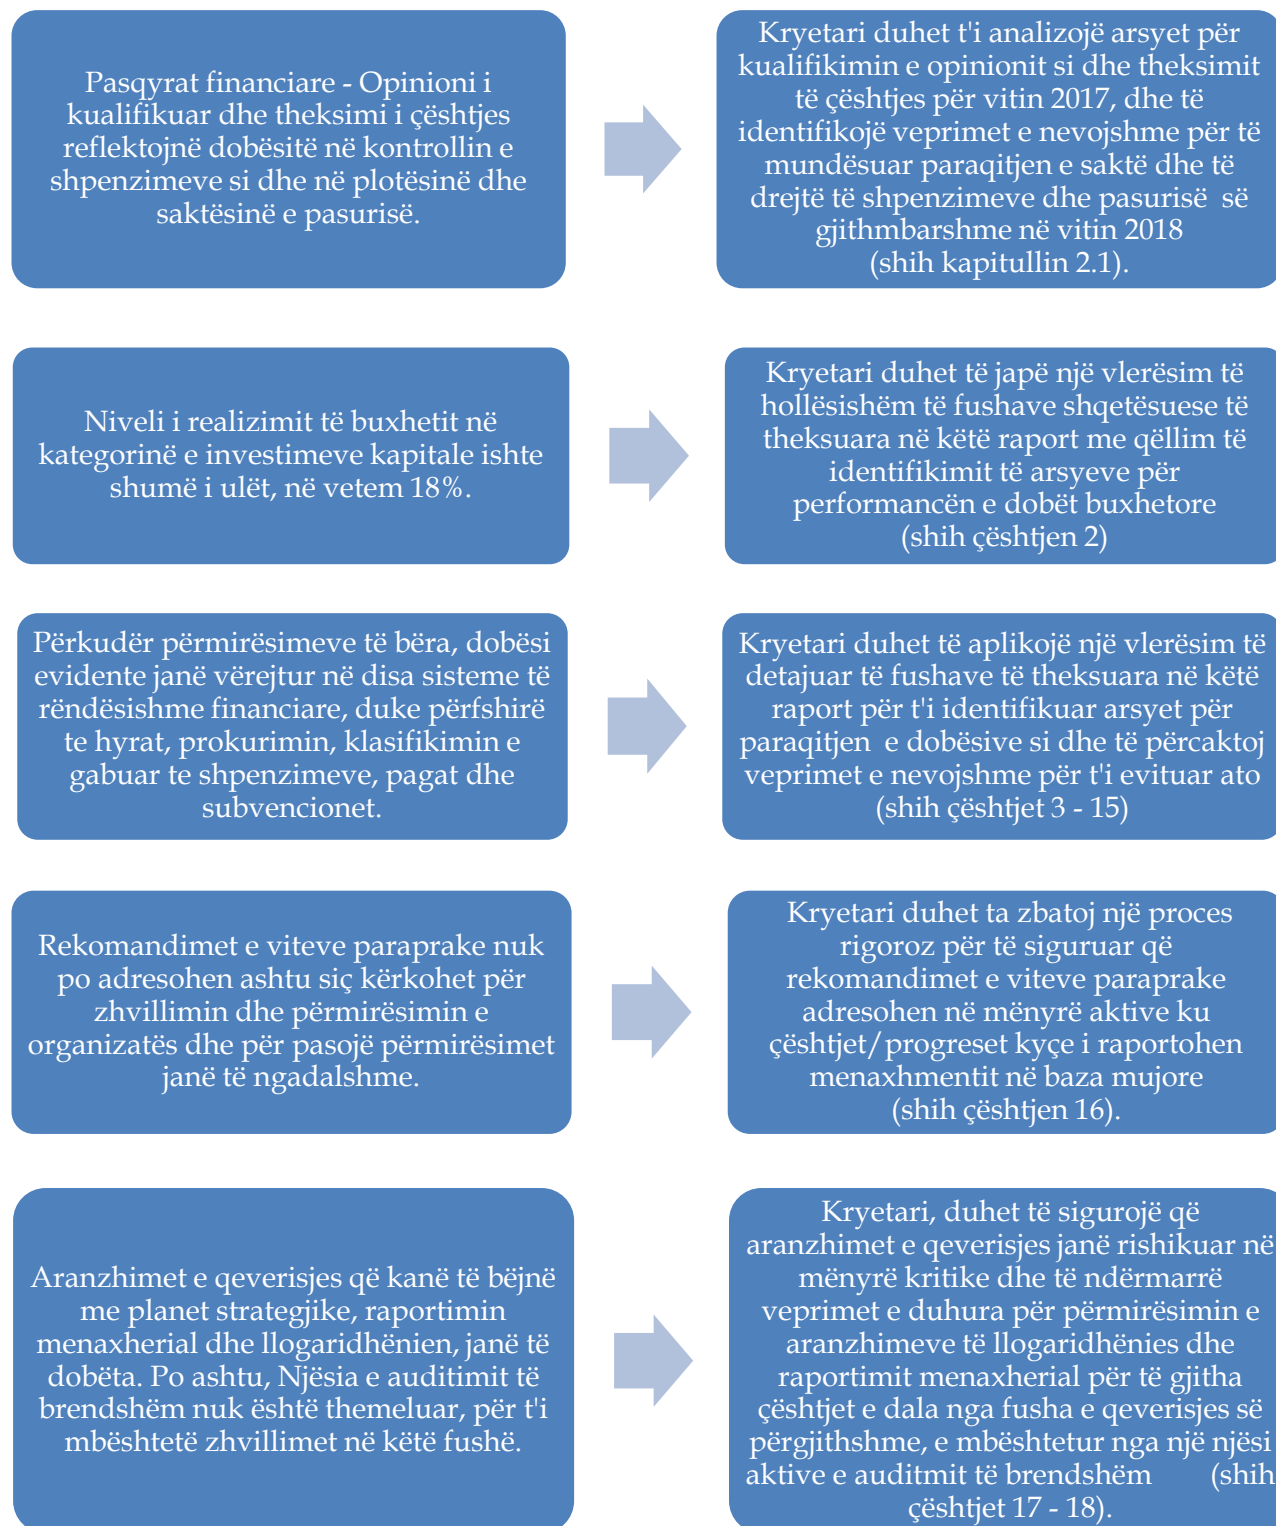 Pasqyrat financiare - Opinioni i
kualifikuar dhe theksimi i çështjes
reflektojnë dobësitë në kontrollin e
shpenzimeve si dhe në plotësinë dhe
saktësinë e pasurisë.
Kryetari duhet t'i analizojë arsyet për
kualifikimin e opinionit si dhe theksimit
të çështjes për vitin 2017, dhe të
identifikojë veprimet e nevojshme për të
mundësuar paraqitjen e saktë dhe të
drejtë të shpenzimeve dhe pasurisë së
gjithmbarshme në vitin 2018
(shih kapitullin 2.1).
Niveli i realizimit të buxhetit në
kategorinë e investimeve kapitale ishte
shumë i ulët, në vetem 18%.
Kryetari duhet të japë një vlerësim të
hollësishëm të fushave shqetësuese të
theksuara në këtë raport me qëllim të
identifikimit të arsyeve për
performancën e dobët buxhetore
(shih çështjen 2)
Përkudër përmirësimeve të bëra, dobësi
evidente janë vërejtur në disa sisteme të
rëndësishme financiare, duke përfshirë
te hyrat, prokurimin, klasifikimin e
gabuar te shpenzimeve, pagat dhe
subvencionet.
Kryetari duhet të aplikojë një vlerësim të
detajuar të fushave të theksuara në këtë
raport për t'i identifikuar arsyet për
paraqitjen e dobësive si dhe të përcaktoj
veprimet e nevojshme për t'i evituar ato
(shih çështjet 3 - 15)
Rekomandimet e viteve paraprake nuk
po adresohen ashtu siç kërkohet për
zhvillimin dhe përmirësimin e
organizatës dhe për pasojë përmirësimet
janë të ngadalshme.
Kryetari duhet ta zbatoj një proces
rigoroz për të siguruar që
rekomandimet e viteve paraprake
adresohen në mënyrë aktive ku
çështjet/progreset kyçe i raportohen
menaxhmentit në baza mujore
(shih çështjen 16).
Aranzhimet e qeverisjes që kanë të bëjnë
me planet strategjike, raportimin
menaxherial dhe llogaridhënien, janë të
dobëta. Po ashtu, Njësia e auditimit të
brendshëm nuk është themeluar, për t'i
mbështetë zhvillimet në këtë fushë.
Kryetari, duhet të sigurojë që
aranzhimet e qeverisjes janë rishikuar në
mënyrë kritike dhe të ndërmarrë
veprimet e duhura për përmirësimin e
aranzhimeve të llogaridhënies dhe
raportimit menaxherial për të gjitha
çështjet e dala nga fusha e qeverisjes së
përgjithshme, e mbështetur nga një njësi
aktive e auditmit të brendshëm (shih
çështjet 17 - 18).